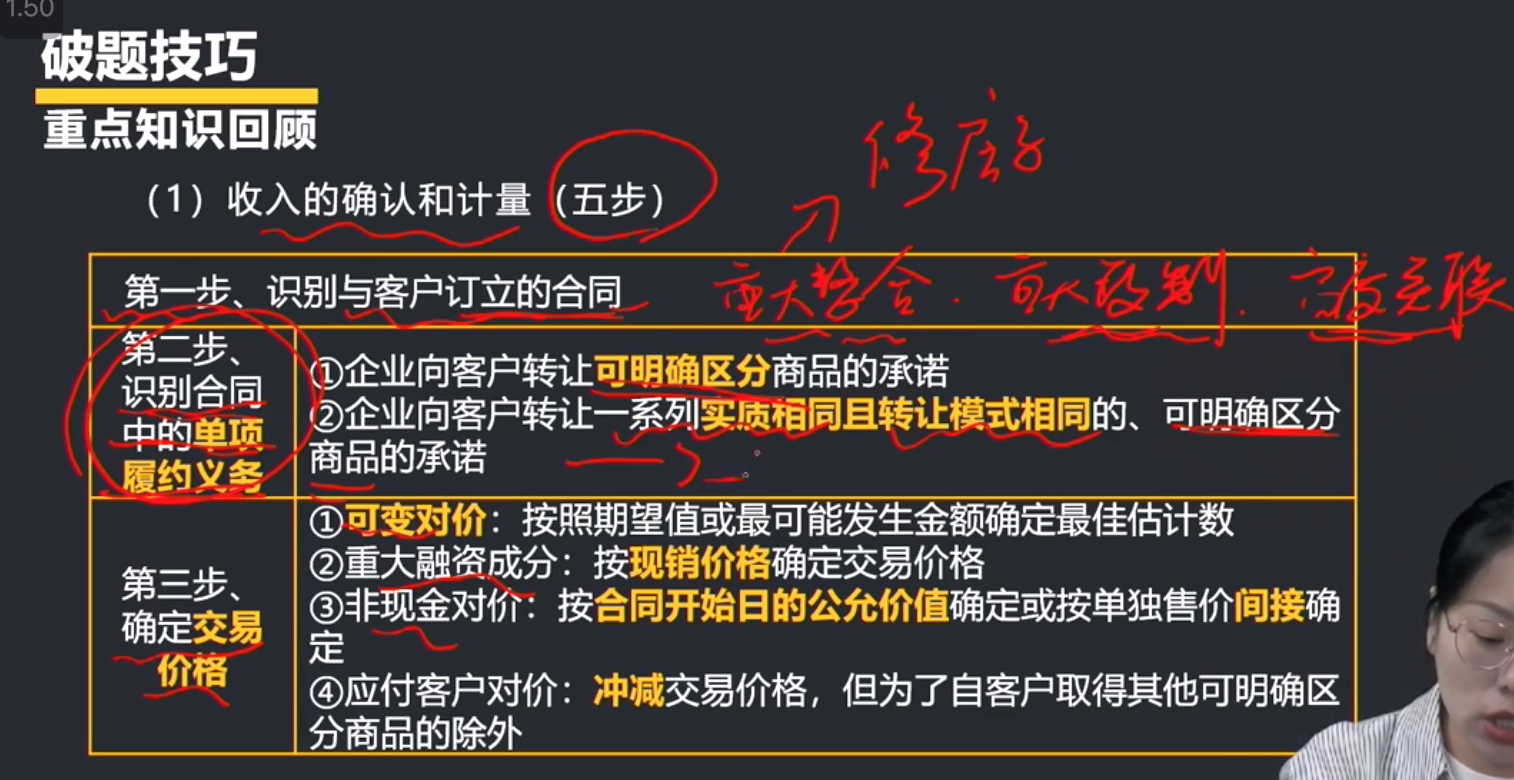 1.50
破题技巧
重点知识回顾
修房子
（1）收入的确认和计量（五步）
第一步、识别与客户订立的合同
重大整合．重大改制．高度关联
第二步、
识别合同
中的单项
履约义务
①企业向客户转让可明确区分商品的承诺
②企业向客户转让一系列实质相同且转让模式相同的、可明确区分
商品的承诺
第三步、
确定交易
价格
①可变对价：按照期望值或最可能发生金额确定最佳估计数
②重大融资成分：按现销价格确定交易价格
③非现金对价：按合同开始日的公允价值确定或按单独售价间接确
定
④应付客户对价：冲减交易价格，但为了自客户取得其他可明确区
分商品的除外